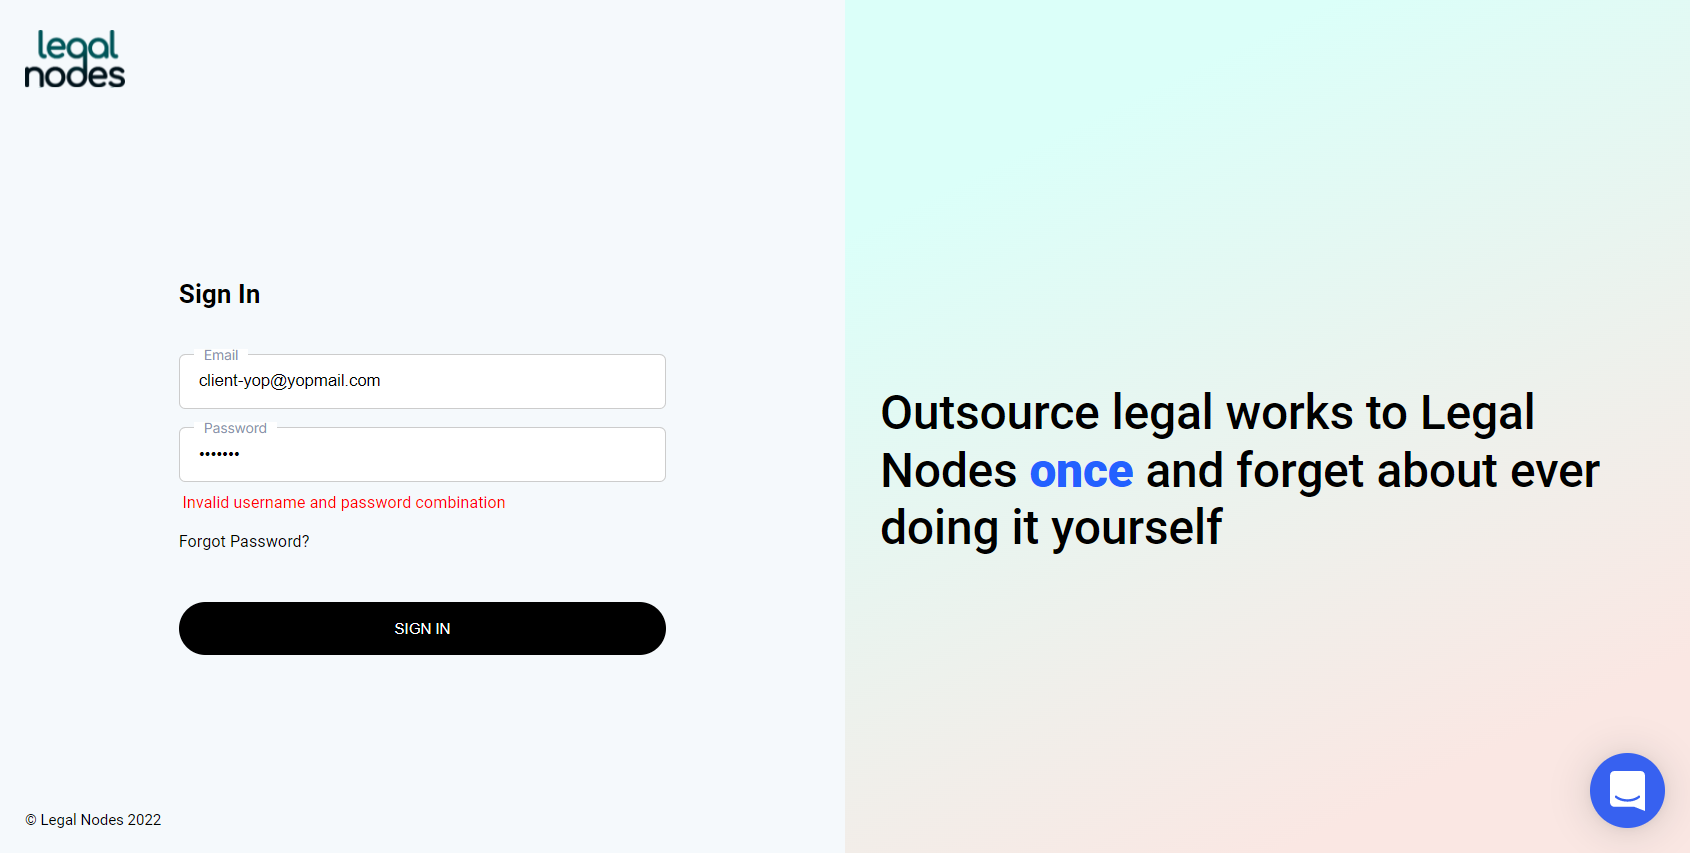 legal
nodes
Sign In
Email
client-yop@yopmail.com
Password
•••••••
Invalid username and password combination
Forgot Password?
SIGN IN
© Legal Nodes 2022
Outsource legal works to Legal
Nodes once and forget about ever
doing it yourself